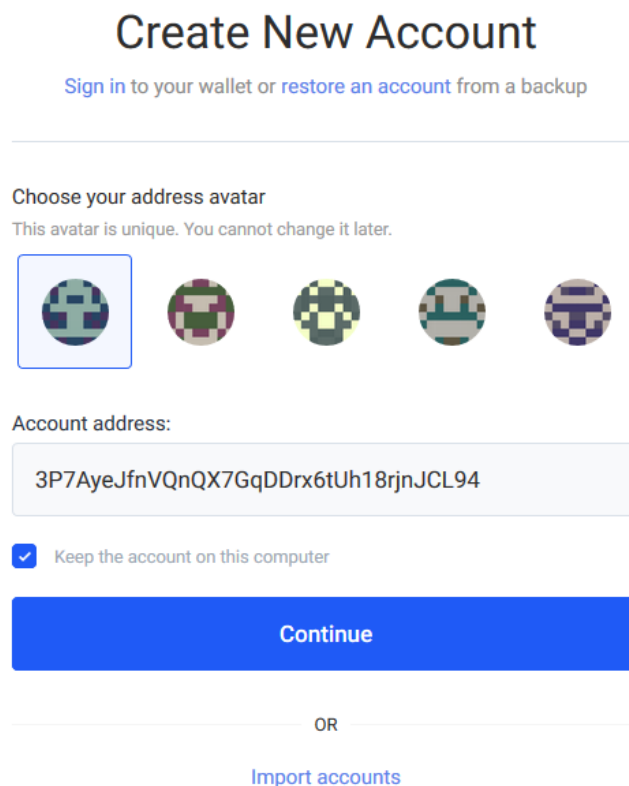 Create New Account
Sign in to your wallet or restore an account from a backup
Choose your address avatar
This avatar is unique. You cannot change it later.
Account address:
3P7AyeJfnVQnQX7GqDDrx6tUh18rjnJCL94
Keep the account on this computer
Continue
OR
Import accounts